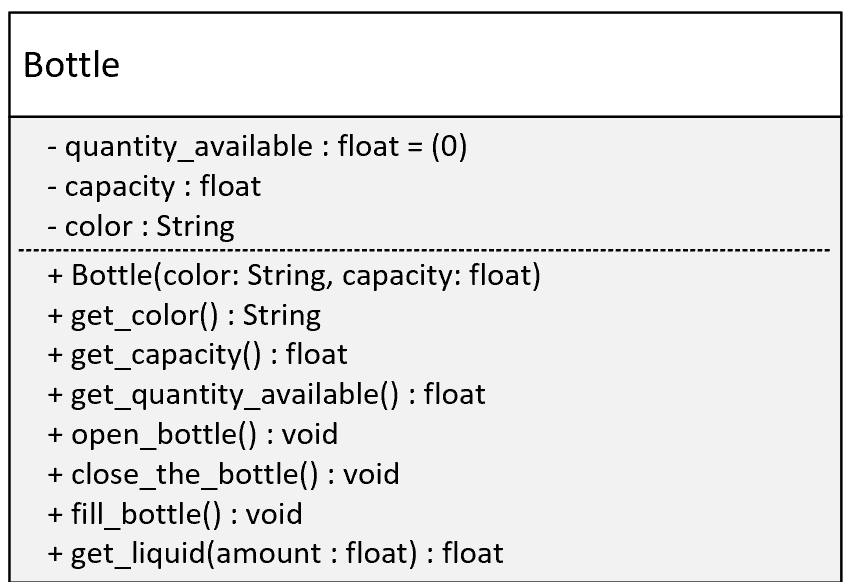 Bottle
- quantity_available : float = (0)
- capacity : float
- color : String
+ Bottle(color: String, capacity: float)
+ get_color() : String
+ get_capacity() : float
+ get_quantity_available() : float
+ open_bottle() : void
+ close_the_bottle() : void
+ fill_bottle() : void
+ get_liquid(amount : float) : float